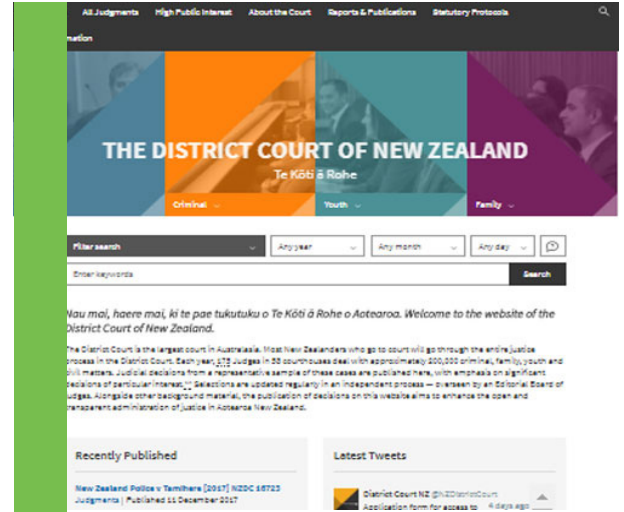 All Judgments High Public Interest About the Court Reports & Publications Statutory Protocols
mation
THE DISTRICT COURT OF NEW ZEALAND
Te Kōti ā Rohe
Criminal Youth Family
Filter search Any year Any month Any day
Enter keywords Search
Nau mai, haere mai, ki te pae tukutuku o Te Kōti ā Rohe o Aotearoa. Welcome to the website of the
District Court of New Zealand.
The District Court is the largest court in Australasia. Most New Zealanders who go to court will go through the entire justice
process in the District Court. Each year, 175 Judges in 58 courthouses deal with approximately 200,000 criminal, family, youth and
civil matters. Judicial decisions from a representative sample of these cases are published here, with emphasis on significant
decisions of particular interest. Selections are updated regularly in an independent process — overseen by an Editorial Board of
Judges. Alongside other background material, the publication of decisions on this website aims to enhance the open and
transparent administration of justice in Aotearoa New Zealand.
Recently Published Latest Tweets
New Zealand Police v Tamihere [2017] NZDC 16723
Judgments | Published 11 December 2017
District Court NZ @NZDistrictCourt
Application form for access to 4 days ago